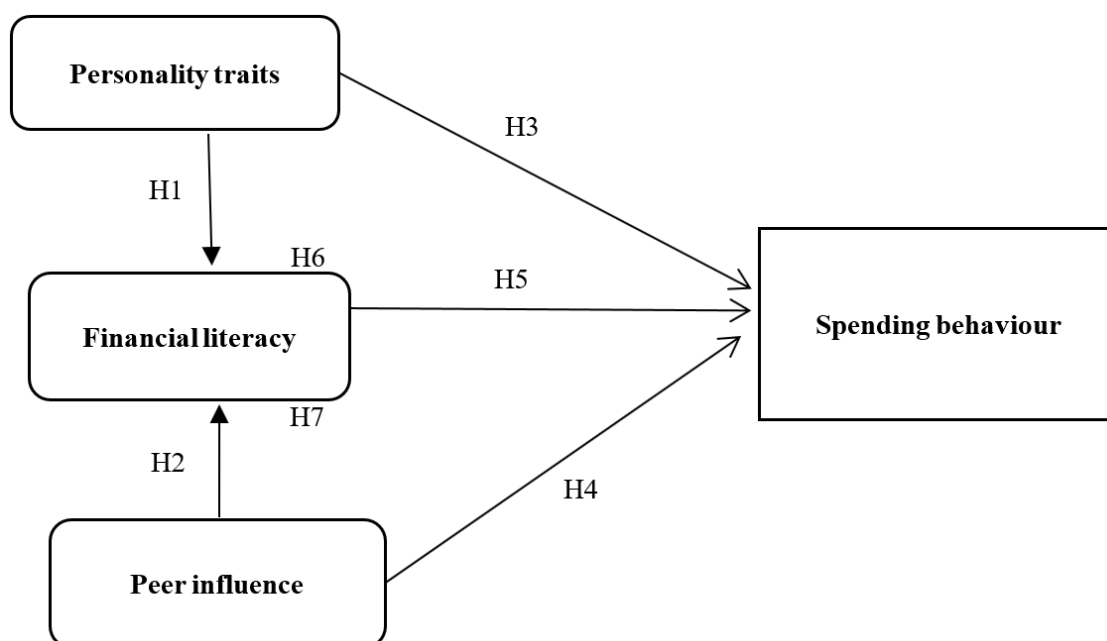 Personality traits
H3
H1
H6
H5
Financial literacy
Spending behaviour
H7
H2
H4
Peer influence